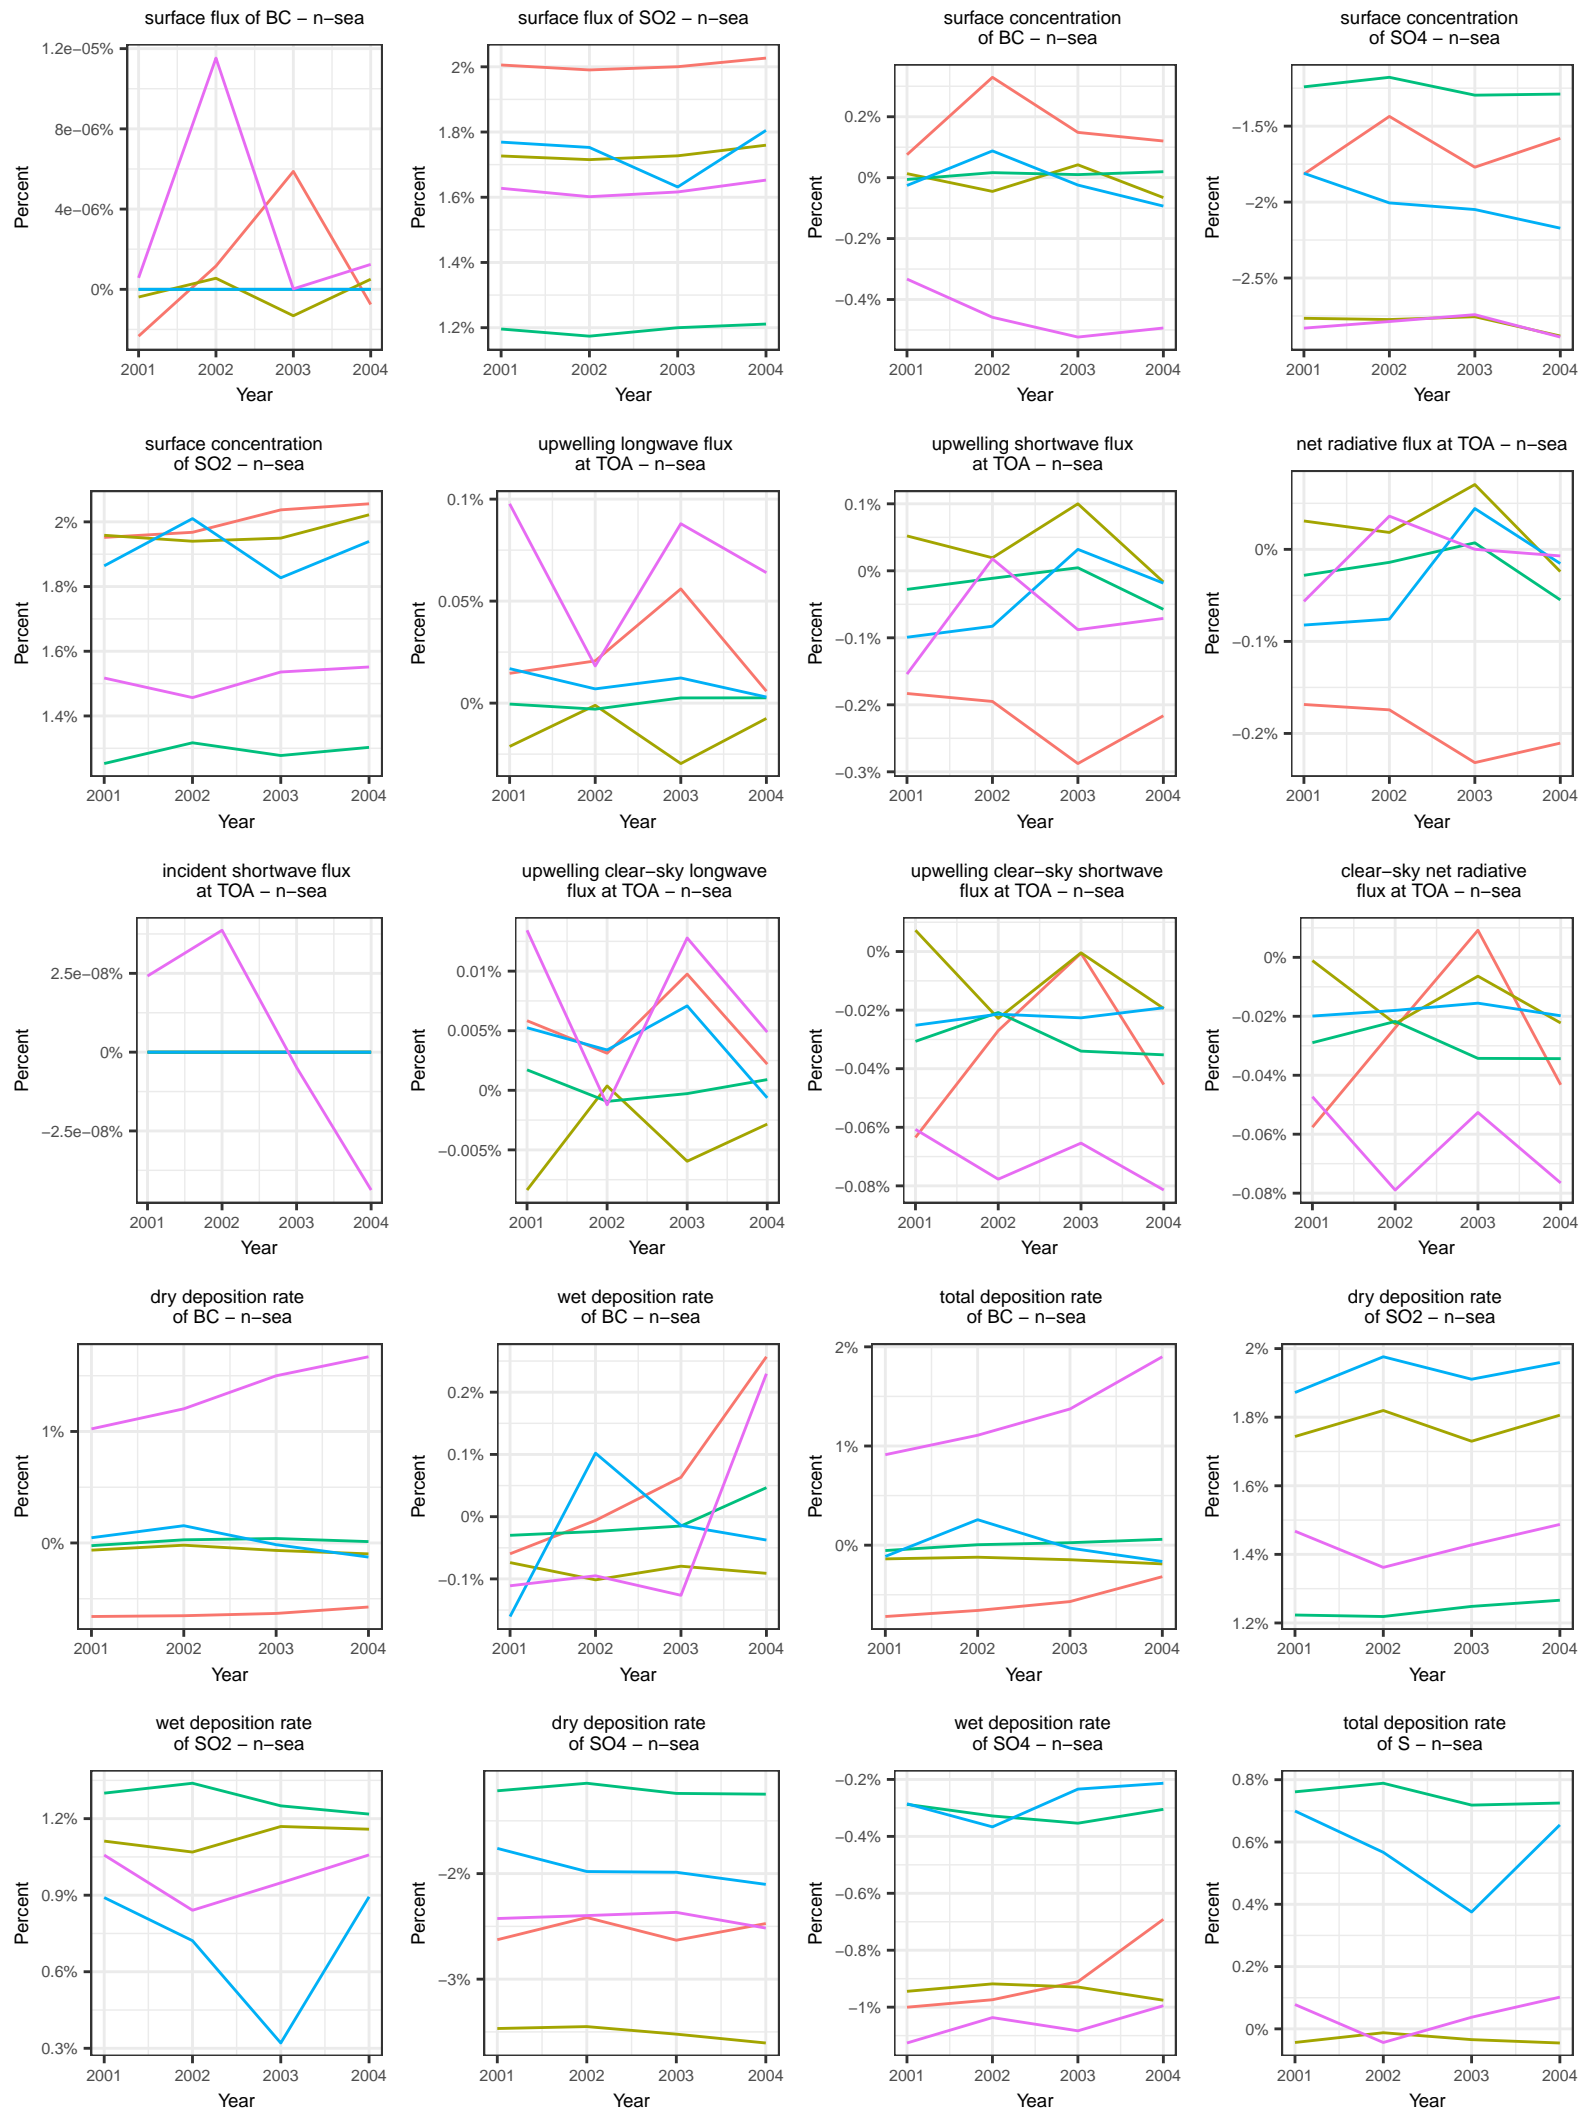 surface flux of BC − n−sea
1.2e−05%
8e−06%
4e−06%
0%
Percent
2001 2002 2003 2004
Year
surface flux of SO2 − n−sea
2%
1.8%
1.6%
1.4%
1.2%
Percent
2001 2002 2003 2004
Year
surface concentration
of BC − n−sea
0.2%
0%
−0.2%
−0.4%
Percent
2001 2002 2003 2004
Year
surface concentration
of SO4 − n−sea
−1.5%
−2%
−2.5%
Percent
2001 2002 2003 2004
Year
surface concentration
of SO2 − n−sea
2%
1.8%
1.6%
1.4%
Percent
2001 2002 2003 2004
Year
upwelling longwave flux
at TOA − n−sea
0.1%
0.05%
0%
Percent
2001 2002 2003 2004
Year
upwelling shortwave flux
at TOA − n−sea
0.1%
0%
−0.1%
−0.2%
−0.3%
Percent
2001 2002 2003 2004
Year
net radiative flux at TOA − n−sea
0%
−0.1%
−0.2%
Percent
2001 2002 2003 2004
Year
incident shortwave flux
at TOA − n−sea
2.5e−08%
0%
−2.5e−08%
Percent
2001 2002 2003 2004
Year
upwelling clear−sky longwave
flux at TOA − n−sea
0.01%
0.005%
0%
−0.005%
Percent
2001 2002 2003 2004
Year
upwelling clear−sky shortwave
flux at TOA − n−sea
0%
−0.02%
−0.04%
−0.06%
−0.08%
Percent
2001 2002 2003 2004
Year
clear−sky net radiative
flux at TOA − n−sea
0%
−0.02%
−0.04%
−0.06%
−0.08%
Percent
2001 2002 2003 2004
Year
dry deposition rate
of BC − n−sea
1%
0%
Percent
2001 2002 2003 2004
Year
wet deposition rate
of BC − n−sea
0.2%
0.1%
0%
−0.1%
Percent
2001 2002 2003 2004
Year
total deposition rate
of BC − n−sea
2%
1%
0%
Percent
2001 2002 2003 2004
Year
dry deposition rate
of SO2 − n−sea
2%
1.8%
1.6%
1.4%
1.2%
Percent
2001 2002 2003 2004
Year
wet deposition rate
of SO2 − n−sea
1.2%
0.9%
0.6%
0.3%
Percent
2001 2002 2003 2004
Year
dry deposition rate
of SO4 − n−sea
−2%
−3%
Percent
2001 2002 2003 2004
Year
wet deposition rate
of SO4 − n−sea
−0.2%
−0.4%
−0.6%
−0.8%
−1%
Percent
2001 2002 2003 2004
Year
total deposition rate
of S − n−sea
0.8%
0.6%
0.4%
0.2%
0%
Percent
2001 2002 2003 2004
Year